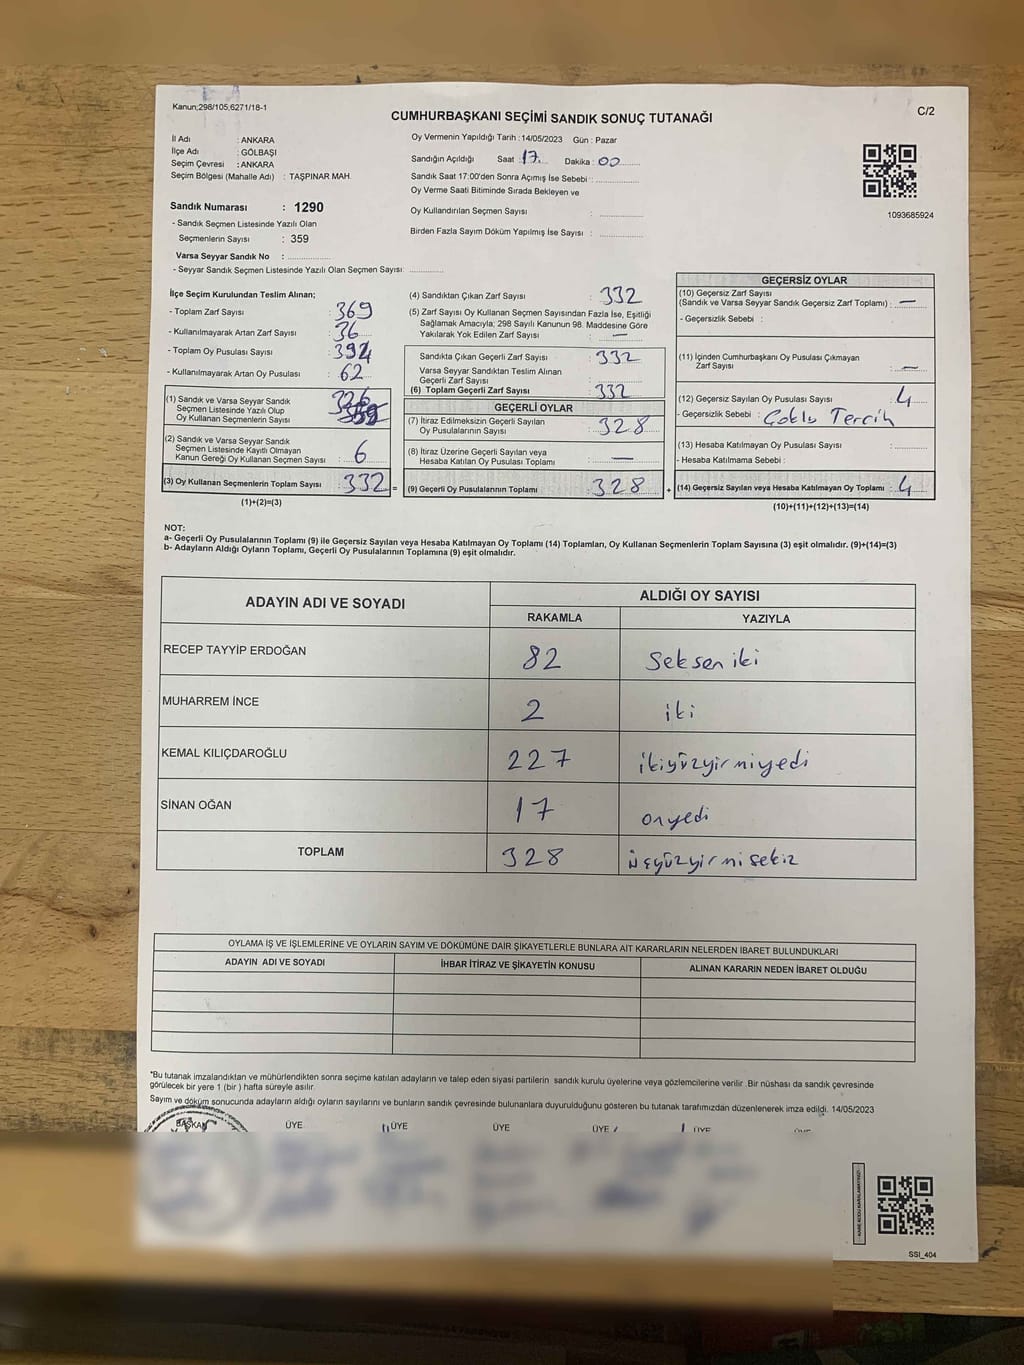 Kanun;298/105,6271/18-1
C/2
CUMHURBAŞKANI SEÇİMİ SANDIK SONUÇ TUTANAĞI
İl Adı : ANKARA
İlçe Adı : GÖLBAŞI
Seçim Çevresi : ANKARA
Seçim Bölgesi (Mahalle Adı) : TAŞPINAR MAH.
Sandık Numarası : 1290
- Sandık Seçmen Listesinde Yazılı Olan
Seçmenlerin Sayısı : 359
Varsa Seyyar Sandık No : ..............
- Seyyar Sandık Seçmen Listesinde Yazılı Olan Seçmen Sayısı: ..............
Oy Vermenin Yapıldığı Tarih : 14/05/2023 Gün : Pazar
Sandığın Açıldığı Saat : 17 Dakika : 00
Sandık Saat 17:00'den Sonra Açımış İse Sebebi : ..............
Oy Verme Saati Bitiminde Sırada Bekleyen ve
Oy Kullandırılan Seçmen Sayısı : ..............
Birden Fazla Sayım Döküm Yapılmış İse Sayısı : ..............
1093685924
İlçe Seçim Kurulundan Teslim Alınan;
- Toplam Zarf Sayısı : 369
- Kullanılmayarak Artan Zarf Sayısı : 36
- Toplam Oy Pusulası Sayısı : 394
- Kullanılmayarak Artan Oy Pusulası : 62
(1) Sandık ve Varsa Seyyar Sandık
Seçmen Listesinde Yazılı Olup
Oy Kullanan Seçmenlerin Sayısı : 326
(2) Sandık ve Varsa Seyyar Sandık
Seçmen Listesinde Kayıtlı Olmayan
Kanun Gereği Oy Kullanan Seçmen Sayısı : 6
(3) Oy Kullanan Seçmenlerin Toplam Sayısı : 332 =
(1)+(2)=(3)
(4) Sandıktan Çıkan Zarf Sayısı : 332
(5) Zarf Sayısı Oy Kullanan Seçmen Sayısından Fazla İse, Eşitliği
Sağlamak Amacıyla; 298 Sayılı Kanunun 98. Maddesine Göre
Yakılarak Yok Edilen Zarf Sayısı : —
Sandıkta Çıkan Geçerli Zarf Sayısı : 332
Varsa Seyyar Sandıktan Teslim Alınan
Geçerli Zarf Sayısı
(6) Toplam Geçerli Zarf Sayısı : 332
GEÇERLİ OYLAR
(7) İtiraz Edilmeksizin Geçerli Sayılan
Oy Pusulalarının Sayısı : 328
(8) İtiraz Üzerine Geçerli Sayılan veya
Hesaba Katılan Oy Pusulası Toplamı : —
(9) Geçerli Oy Pusulalarının Toplamı : 328 +
GEÇERSİZ OYLAR
(10) Geçersiz Zarf Sayısı
(Sandık ve Varsa Seyyar Sandık Geçersiz Zarf Toplamı) : —
- Geçersizlik Sebebi :
(11) İçinden Cumhurbaşkanı Oy Pusulası Çıkmayan
Zarf Sayısı : —
(12) Geçersiz Sayılan Oy Pusulası Sayısı : 4
- Geçersizlik Sebebi : Çoklu Tercih
(13) Hesaba Katılmayan Oy Pusulası Sayısı : ..............
- Hesaba Katılmama Sebebi :
(14) Geçersiz Sayılan veya Hesaba Katılmayan Oy Toplamı : 4
(10)+(11)+(12)+(13)=(14)
NOT:
a- Geçerli Oy Pusulalarının Toplamı (9) ile Geçersiz Sayılan veya Hesaba Katılmayan Oy Toplamı (14) Toplamları, Oy Kullanan Seçmenlerin Toplam Sayısına (3) eşit olmalıdır. (9)+(14)=(3)
b- Adayların Aldığı Oyların Toplamı, Geçerli Oy Pusulalarının Toplamına (9) eşit olmalıdır.
ADAYIN ADI VE SOYADI ALDIĞI OY SAYISI
RAKAMLA YAZIYLA
RECEP TAYYİP ERDOĞAN 82 Seksen iki
MUHARREM İNCE 2 iki
KEMAL KILIÇDAROĞLU 227 ikiyüzyirmiyedi
SİNAN OĞAN 17 onyedi
TOPLAM 328 üçyüzyirmi sekiz
OYLAMA İŞ VE İŞLEMLERİNE VE OYLARIN SAYIM VE DÖKÜMÜNE DAİR ŞİKAYETLERLE BUNLARA AİT KARARLARIN NELERDEN İBARET BULUNDUKLARI
ADAYIN ADI VE SOYADI İHBAR İTİRAZ VE ŞİKAYETİN KONUSU ALINAN KARARIN NEDEN İBARET OLDUĞU
*Bu tutanak imzalandıktan ve mühürlendikten sonra seçime katılan adayların ve talep eden siyasi partilerin sandık kurulu üyelerine veya gözlemcilerine verilir .Bir nüshası da sandık çevresinde
görülecek bir yere 1 (bir ) hafta süreyle asılır.
Sayım ve döküm sonucunda adayların aldığı oyların sayılarını ve bunların sandık çevresinde bulunanlara duyurulduğunu gösteren bu tutanak tarafımızdan düzenlenerek imza edildi. 14/05/2023
BAŞKAN ÜYE ÜYE ÜYE ÜYE ÜYE
SSI_404